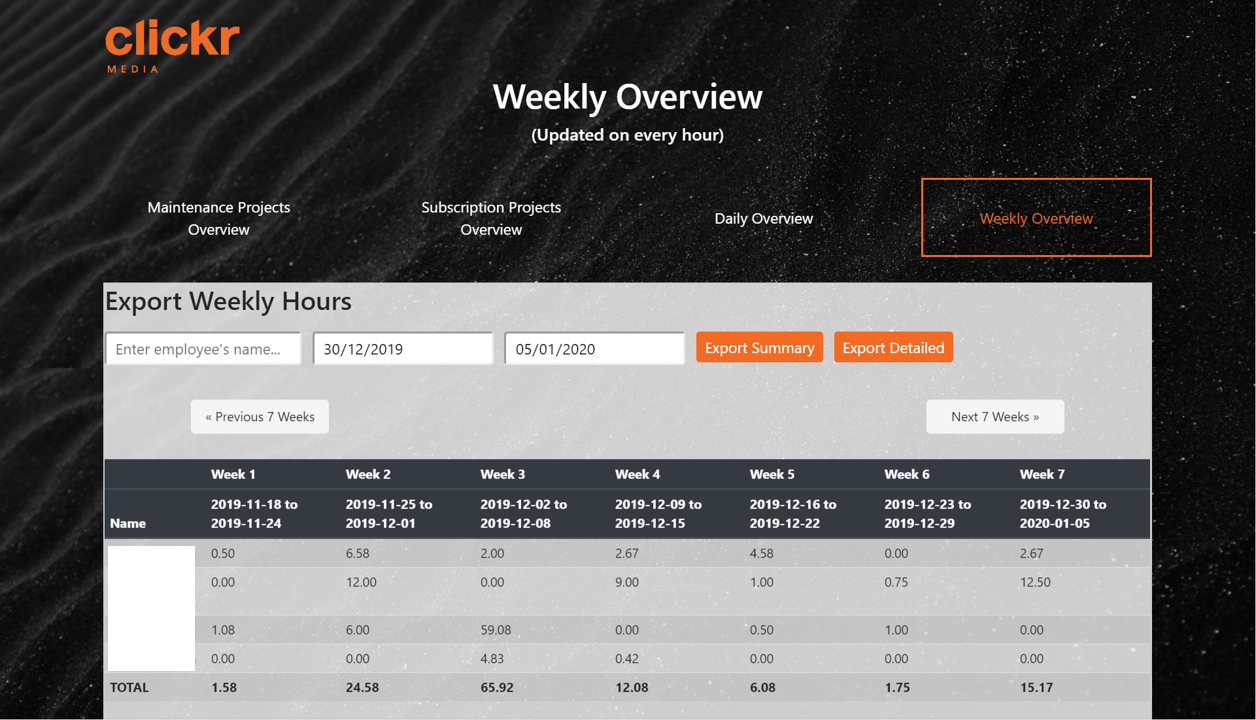 clickr
MEDIA
Weekly Overview
(Updated on every hour)
Maintenance Projects
Overview
Subscription Projects
Overview
Daily Overview
Weekly Overview
Export Weekly Hours
Enter employee's name... 30/12/2019 05/01/2020 Export Summary Export Detailed
« Previous 7 Weeks Next 7 Weeks »
Week 1 Week 2 Week 3 Week 4 Week 5 Week 6 Week 7
2019-11-18 to 2019-11-25 to 2019-12-02 to 2019-12-09 to 2019-12-16 to 2019-12-23 to 2019-12-30 to
Name 2019-11-24 2019-12-01 2019-12-08 2019-12-15 2019-12-22 2019-12-29 2020-01-05
0.50 6.58 2.00 2.67 4.58 0.00 2.67
0.00 12.00 0.00 9.00 1.00 0.75 12.50
1.08 6.00 59.08 0.00 0.50 1.00 0.00
0.00 0.00 4.83 0.42 0.00 0.00 0.00
TOTAL 1.58 24.58 65.92 12.08 6.08 1.75 15.17